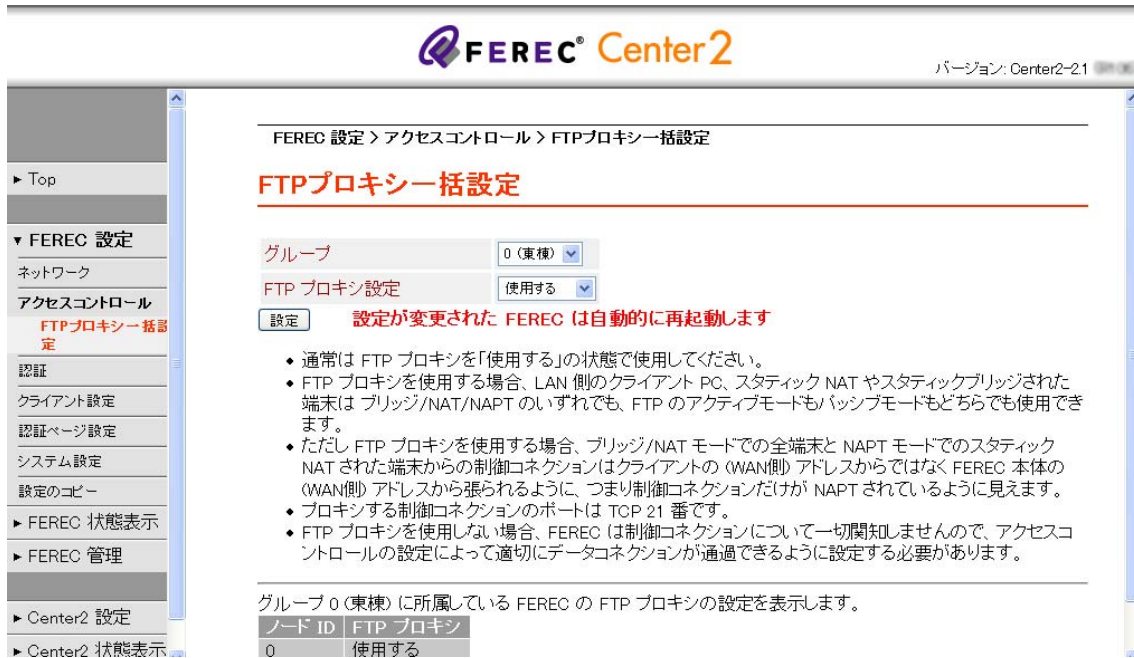 FEREC® Center2
バージョン: Center2-2.1
▸ Top
▾ FEREC 設定
ネットワーク
アクセスコントロール
FTPプロキシ一括設
定
認証
クライアント設定
認証ページ設定
システム設定
設定のコピー
▸ FEREC 状態表示
▸ FEREC 管理
▸ Center2 設定
▸ Center2 状態表示
FEREC 設定 > アクセスコントロール > FTPプロキシ一括設定
FTPプロキシ一括設定
グループ 0 (東棟)
FTP プロキシ設定 使用する
設定 設定が変更された FEREC は自動的に再起動します
◆ 通常は FTP プロキシを「使用する」の状態で使用してください。
◆ FTP プロキシを使用する場合、LAN 側のクライアント PC、スタティック NAT やスタティックブリッジされた
端末は ブリッジ/NAT/NAPT のいずれでも、FTP のアクティブモードもパッシブモードもどちらでも使用でき
ます。
◆ ただし FTP プロキシを使用する場合、ブリッジ/NAT モードでの全端末と NAPT モードでのスタティック
NAT された端末からの制御コネクションはクライアントの (WAN側) アドレスからではなく FEREC 本体の
(WAN側) アドレスから張られるように、つまり制御コネクションだけが NAPT されているように見えます。
◆ プロキシする制御コネクションのポートは TCP 21 番です。
◆ FTP プロキシを使用しない場合、FEREC は制御コネクションについて一切関知しませんので、アクセスコ
ントロールの設定によって適切にデータコネクションが通過できるように設定する必要があります。
グループ 0 (東棟) に所属している FEREC の FTP プロキシの設定を表示します。
ノード ID FTP プロキシ
0 使用する